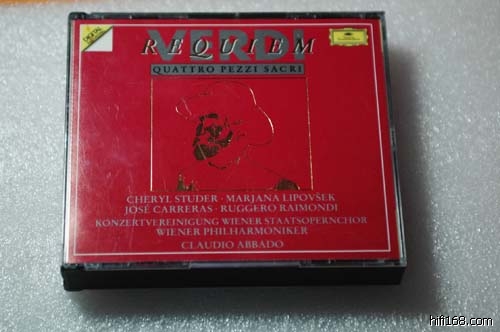 VERDI
REQUIEM
QUATTRO PEZZI SACRI
CHERYL STUDER · MARJANA LIPOVŠEK
JOSÉ CARRERAS · RUGGERO RAIMONDI
KONZERTVEREINIGUNG WIENER STAATSOPERNCHOR
WIENER PHILHARMONIKER
CLAUDIO ABBADO
hifi168.com